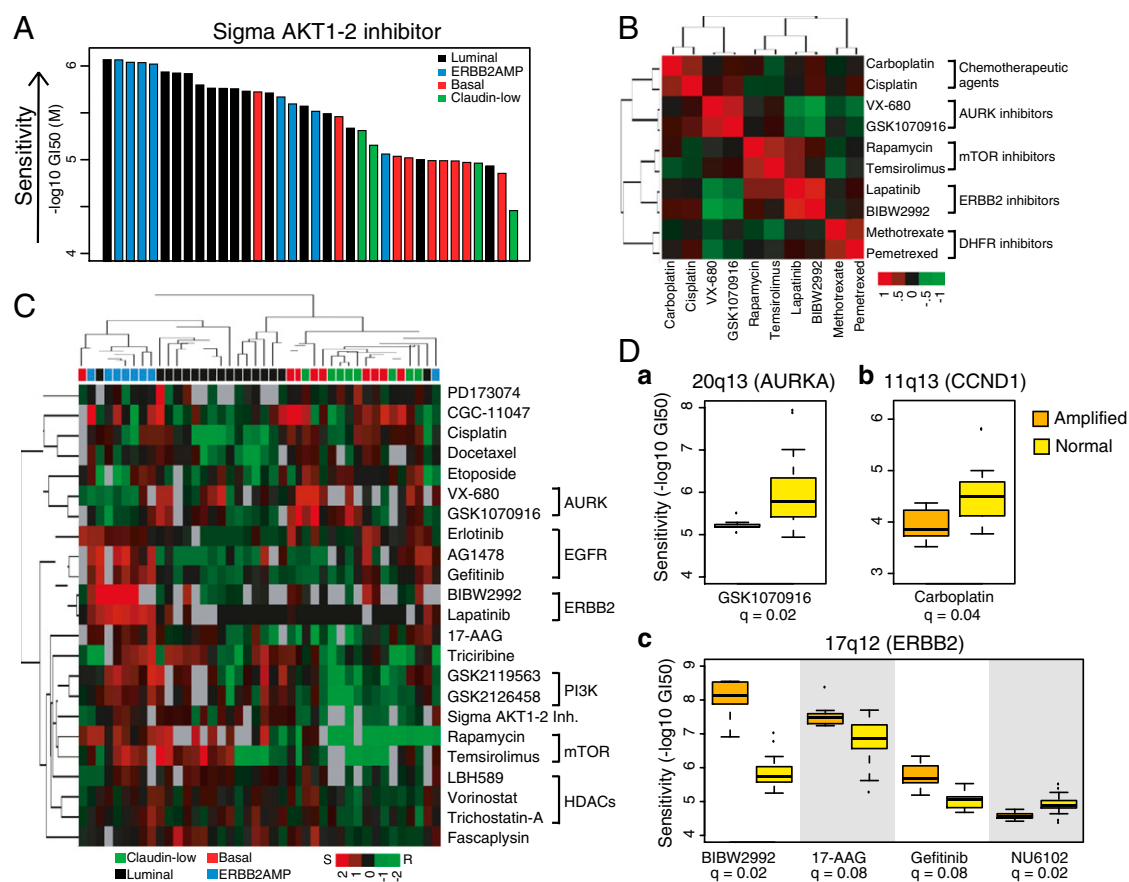 A
Sigma AKT1-2 inhibitor
Sensitivity
-log10 GI50 (M)
6
5
4
Luminal
ERBB2AMP
Basal
Claudin-low
B
Carboplatin
Cisplatin
VX-680
GSK1070916
Rapamycin
Temsirolimus
Lapatinib
BIBW2992
Methotrexate
Pemetrexed
Chemotherapeutic
agents
AURK inhibitors
mTOR inhibitors
ERBB2 inhibitors
DHFR inhibitors
Carboplatin
Cisplatin
VX-680
GSK1070916
Rapamycin
Temsirolimus
Lapatinib
BIBW2992
Methotrexate
Pemetrexed
1
.5
0
-.5
-1
C
PD173074
CGC-11047
Cisplatin
Docetaxel
Etoposide
VX-680
GSK1070916
Erlotinib
AG1478
Gefitinib
BIBW2992
Lapatinib
17-AAG
Triciribine
GSK2119563
GSK2126458
Sigma AKT1-2 Inh.
Rapamycin
Temsirolimus
LBH589
Vorinostat
Trichostatin-A
Fascaplysin
AURK
EGFR
ERBB2
PI3K
mTOR
HDACs
Claudin-low
Basal
Luminal
ERBB2AMP
S
R
2
1
0
-1
-2
D
a
20q13 (AURKA)
Sensitivity (-log10 GI50)
8
7
6
5
4
GSK1070916
q = 0.02
b
11q13 (CCND1)
6
5
4
3
Carboplatin
q = 0.04
Amplified
Normal
c
17q12 (ERBB2)
Sensitivity (-log10 GI50)
9
8
7
6
5
4
BIBW2992
q = 0.02
17-AAG
q = 0.08
Gefitinib
q = 0.08
NU6102
q = 0.02